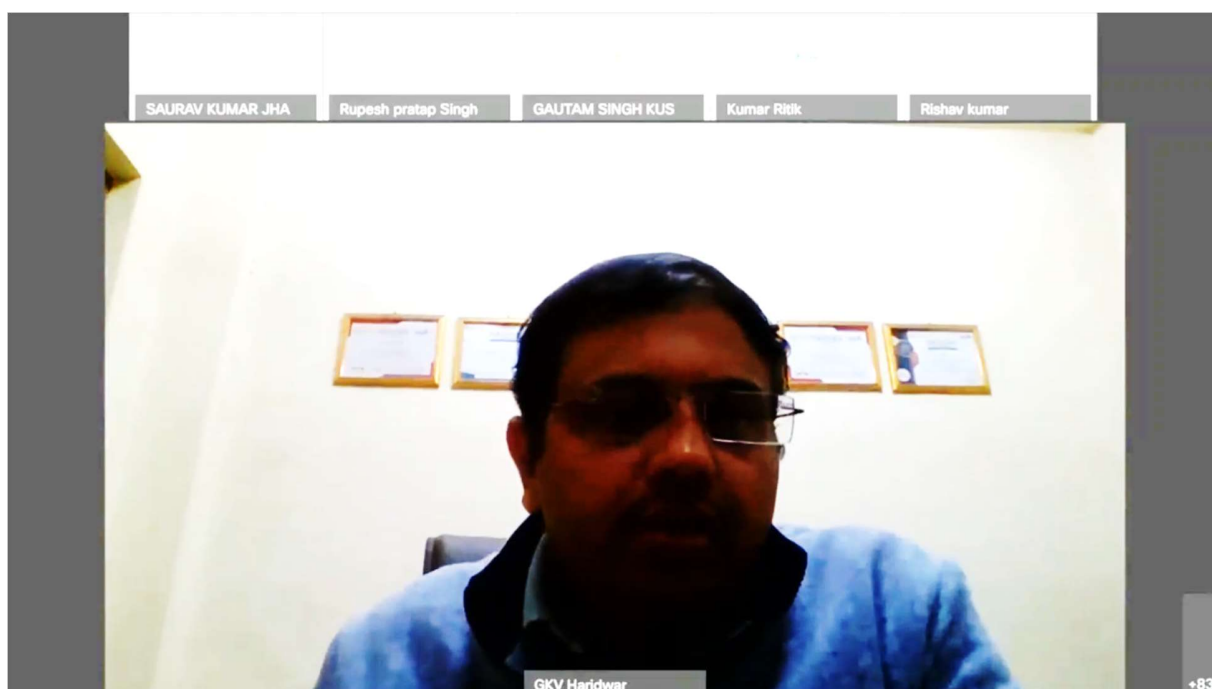 SAURAV KUMAR JHA
Rupesh pratap Singh
GAUTAM SINGH KUS
Kumar Ritik
Rishav kumar
GKV Haridwar
+83